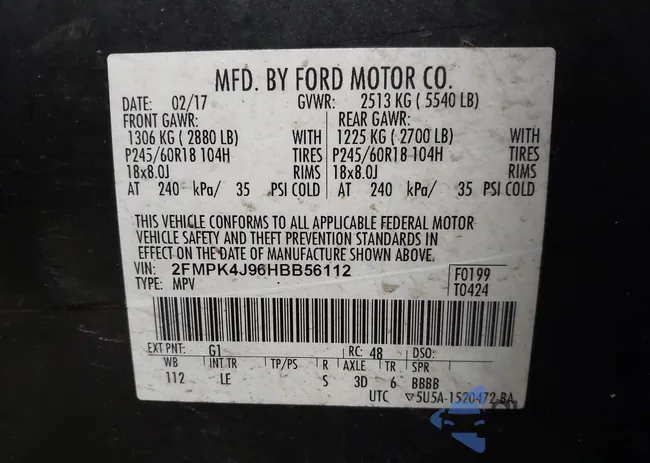 MFD. BY FORD MOTOR CO.
DATE: 02/17 GVWR: 2513 KG ( 5540 LB)
FRONT GAWR: REAR GAWR:
1306 KG ( 2880 LB) WITH 1225 KG ( 2700 LB) WITH
P245/60R18 104H TIRES P245/60R18 104H TIRES
18x8.0J RIMS 18x8.0J RIMS
AT 240 kPa/ 35 PSI COLD AT 240 kPa/ 35 PSI COLD
THIS VEHICLE CONFORMS TO ALL APPLICABLE FEDERAL MOTOR
VEHICLE SAFETY AND THEFT PREVENTION STANDARDS IN
EFFECT ON THE DATE OF MANUFACTURE SHOWN ABOVE.
VIN: 2FMPK4J96HBB56112 F0199
TYPE: MPV T0424
EXT PNT: G1 RC: 48 DSO:
WB INT TR TP/PS R AXLE TR SPR
112 LE S 3D 6 BBBB
UTC ▽5U5A-1520472-BA